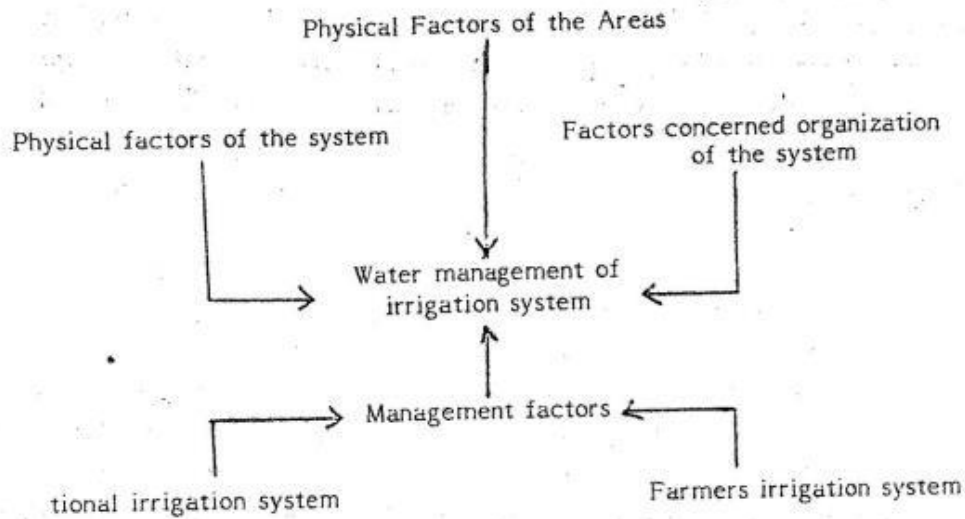 Physical Factors of the Areas
Physical factors of the system
Factors concerned organization
of the system
Water management of
irrigation system
Management factors
tional irrigation system
Farmers irrigation system